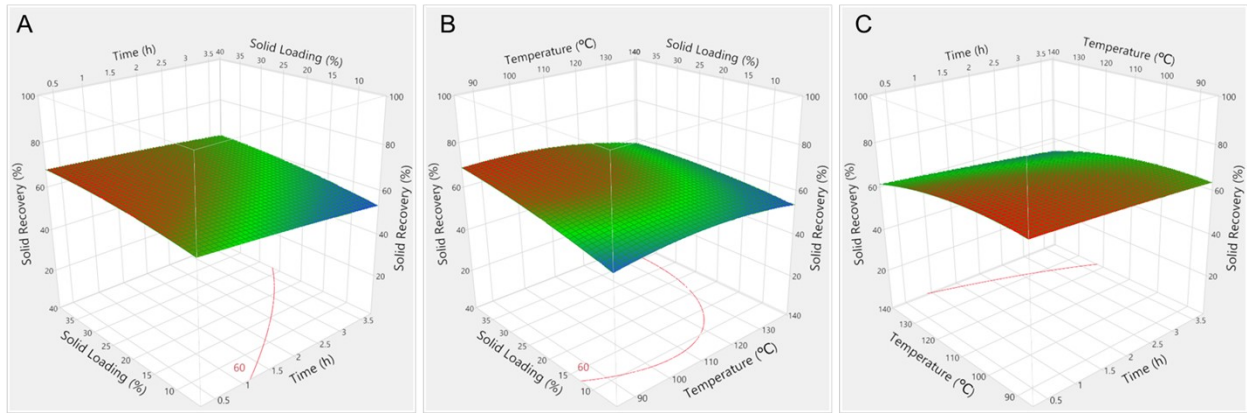 A
Time (h)
Solid Loading (%)
0.5 1 1.5 2 2.5 3 3.5 40 35 30 25 20 15 10
100 80 60 40 20
Solid Recovery (%)
100 80 60 40 20
Solid Recovery (%)
40 35 30 25 20 15 10
Solid Loading (%)
60
0.5 1 1.5 2 2.5 3 3.5
Time (h)
B
Temperature (°C)
Solid Loading (%)
90 100 110 120 130 140 35 30 25 20 15 10
100 80 60 40 20
Solid Recovery (%)
100 80 60 40 20
Solid Recovery (%)
40 35 30 25 20 15 10
Solid Loading (%)
60
90 100 110 120 130 140
Temperature (°C)
C
Time (h)
Temperature (°C)
0.5 1 1.5 2 2.5 3 3.5 140 130 120 110 100 90
100 80 60 40 20
Solid Recovery (%)
100 80 60 40 20
Solid Recovery (%)
140 130 120 110 100 90
Temperature (°C)
0.5 1 1.5 2 2.5 3 3.5
Time (h)